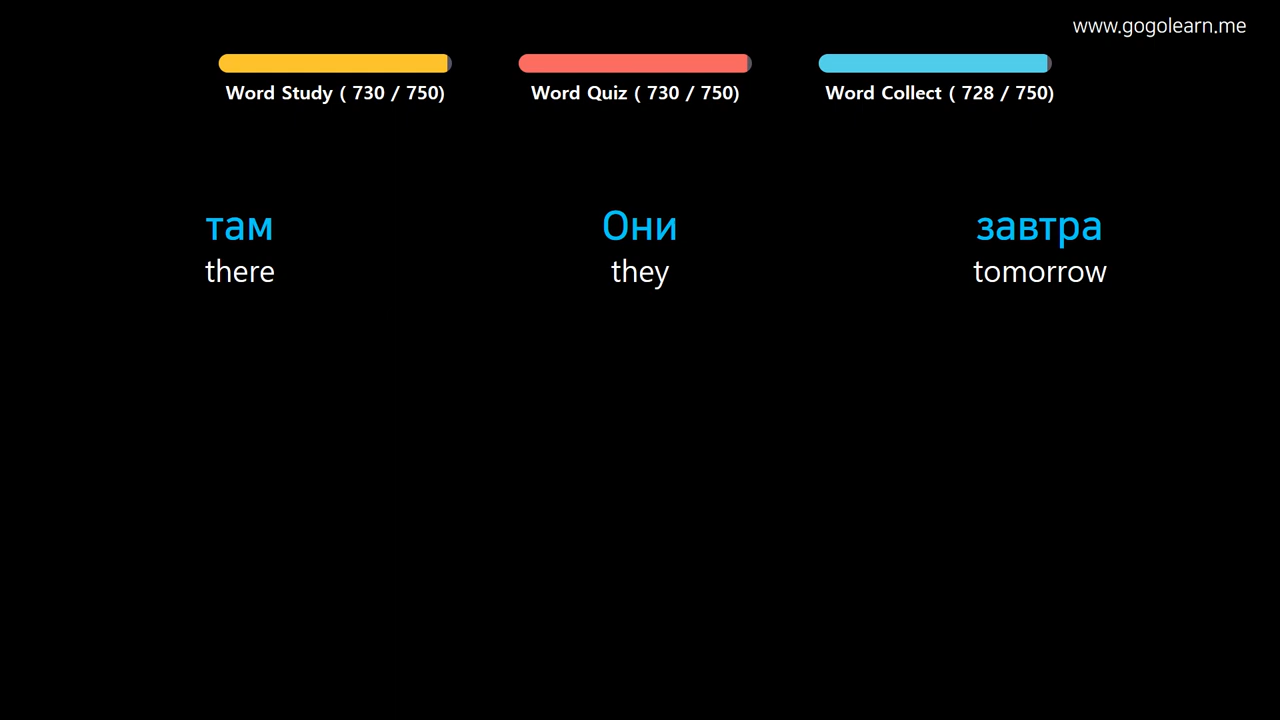 www.gogolearn.me
Word Study ( 730 / 750)
Word Quiz ( 730 / 750)
Word Collect ( 728 / 750)
там
there
Они
they
завтра
tomorrow